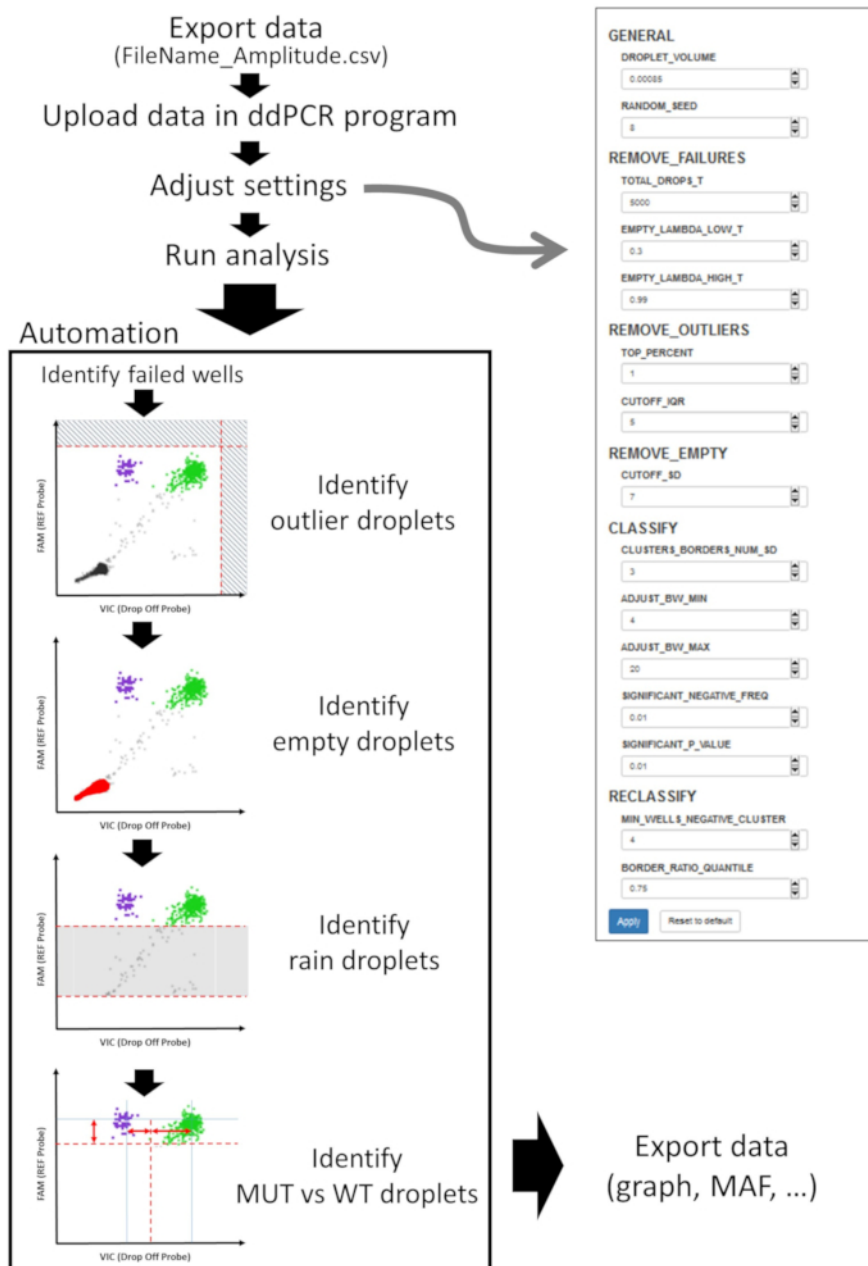 Export data
(FileName_Amplitude.csv)
Upload data in ddPCR program
Adjust settings
Run analysis
Automation
Identify failed wells
FAM (REF Probe)
VIC (Drop Off Probe)
Identify
outlier droplets
FAM (REF Probe)
VIC (Drop Off Probe)
Identify
empty droplets
FAM (REF Probe)
VIC (Drop Off Probe)
Identify
rain droplets
FAM (REF Probe)
VIC (Drop Off Probe)
Identify
MUT vs WT droplets
Export data
(graph, MAF, ...)
GENERAL
DROPLET_VOLUME
0.00085
RANDOM_SEED
8
REMOVE_FAILURES
TOTAL_DROPS_T
5000
EMPTY_LAMBDA_LOW_T
0.3
EMPTY_LAMBDA_HIGH_T
0.99
REMOVE_OUTLIERS
TOP_PERCENT
1
CUTOFF_IQR
5
REMOVE_EMPTY
CUTOFF_SD
7
CLASSIFY
CLUSTERS_BORDERS_NUM_SD
3
ADJUST_BW_MIN
4
ADJUST_BW_MAX
20
SIGNIFICANT_NEGATIVE_FREQ
0.01
SIGNIFICANT_P_VALUE
0.01
RECLASSIFY
MIN_WELLS_NEGATIVE_CLUSTER
4
BORDER_RATIO_QUANTILE
0.75
Apply
Reset to default